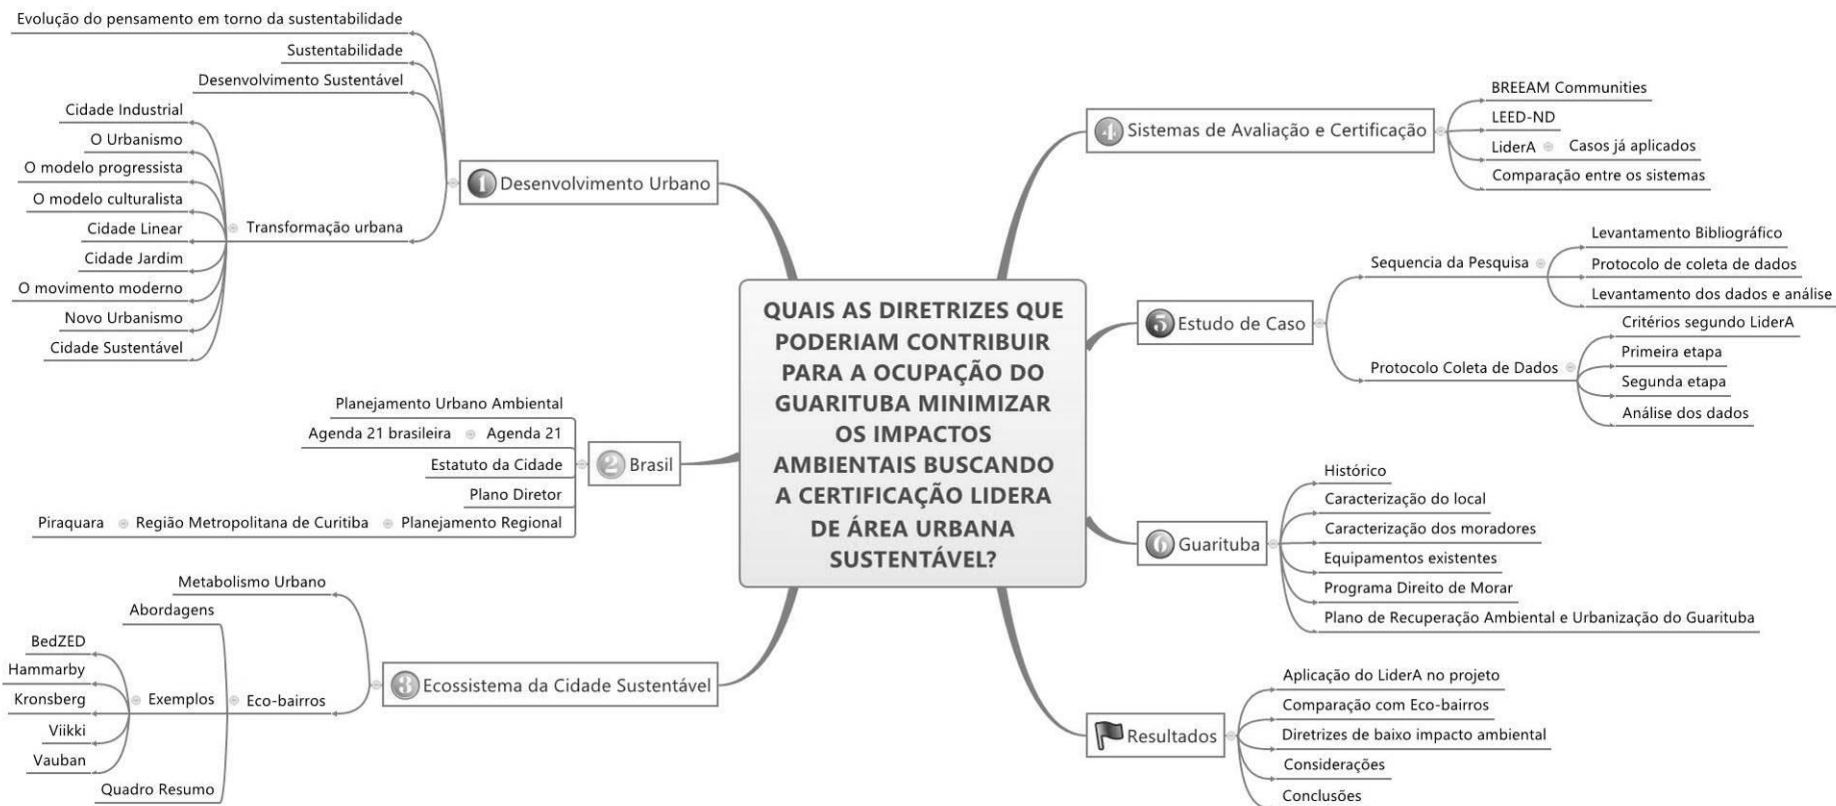 QUAIS AS DIRETRIZES QUE
PODERIAM CONTRIBUIR
PARA A OCUPAÇÃO DO
GUARITUBA MINIMIZAR
OS IMPACTOS
AMBIENTAIS BUSCANDO
A CERTIFICAÇÃO LIDERA
DE ÁREA URBANA
SUSTENTÁVEL?
1 Desenvolvimento Urbano
Evolução do pensamento em torno da sustentabilidade
Sustentabilidade
Desenvolvimento Sustentável
Transformação urbana
Cidade Industrial
O Urbanismo
O modelo progressista
O modelo culturalista
Cidade Linear
Cidade Jardim
O movimento moderno
Novo Urbanismo
Cidade Sustentável
2 Brasil
Planejamento Urbano Ambiental
Agenda 21
Agenda 21 brasileira
Estatuto da Cidade
Plano Diretor
Planejamento Regional
Região Metropolitana de Curitiba
Piraquara
3 Ecossistema da Cidade Sustentável
Metabolismo Urbano
Eco-bairros
Abordagens
Exemplos
BedZED
Hammarby
Kronsberg
Viikki
Vauban
Quadro Resumo
4 Sistemas de Avaliação e Certificação
BREEAM Communities
LEED-ND
LiderA
Casos já aplicados
Comparação entre os sistemas
5 Estudo de Caso
Sequencia da Pesquisa
Levantamento Bibliográfico
Protocolo de coleta de dados
Levantamento dos dados e análise
Protocolo Coleta de Dados
Critérios segundo LiderA
Primeira etapa
Segunda etapa
Análise dos dados
6 Guarituba
Histórico
Caracterização do local
Caracterização dos moradores
Equipamentos existentes
Programa Direito de Morar
Plano de Recuperação Ambiental e Urbanização do Guarituba
Resultados
Aplicação do LiderA no projeto
Comparação com Eco-bairros
Diretrizes de baixo impacto ambiental
Considerações
Conclusões